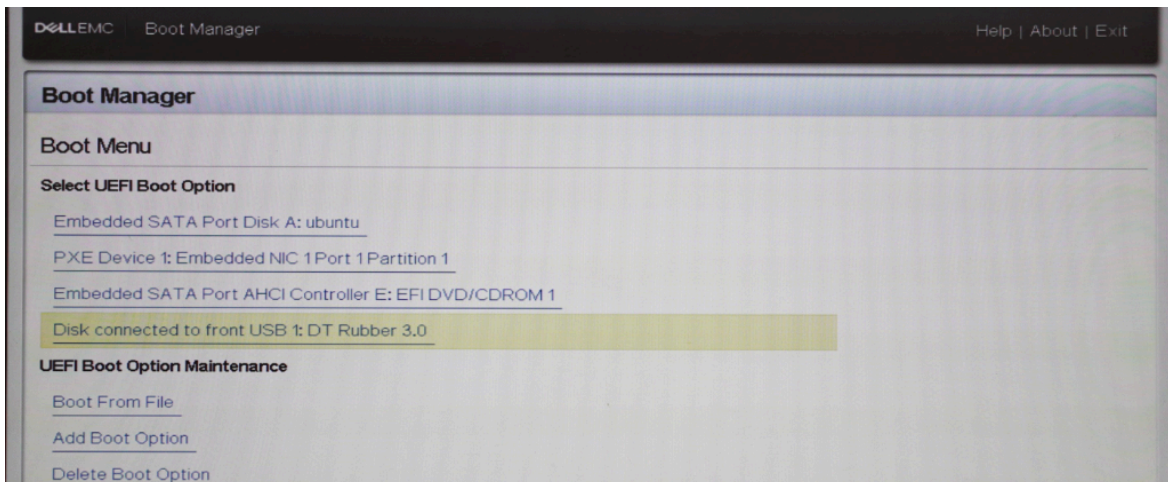 DELLEMC Boot Manager Help | About | Exit
Boot Manager
Boot Menu
Select UEFI Boot Option
Embedded SATA Port Disk A: ubuntu
PXE Device 1: Embedded NIC 1 Port 1 Partition 1
Embedded SATA Port AHCI Controller E: EFI DVD/CDROM 1
Disk connected to front USB 1: DT Rubber 3.0
UEFI Boot Option Maintenance
Boot From File
Add Boot Option
Delete Boot Option